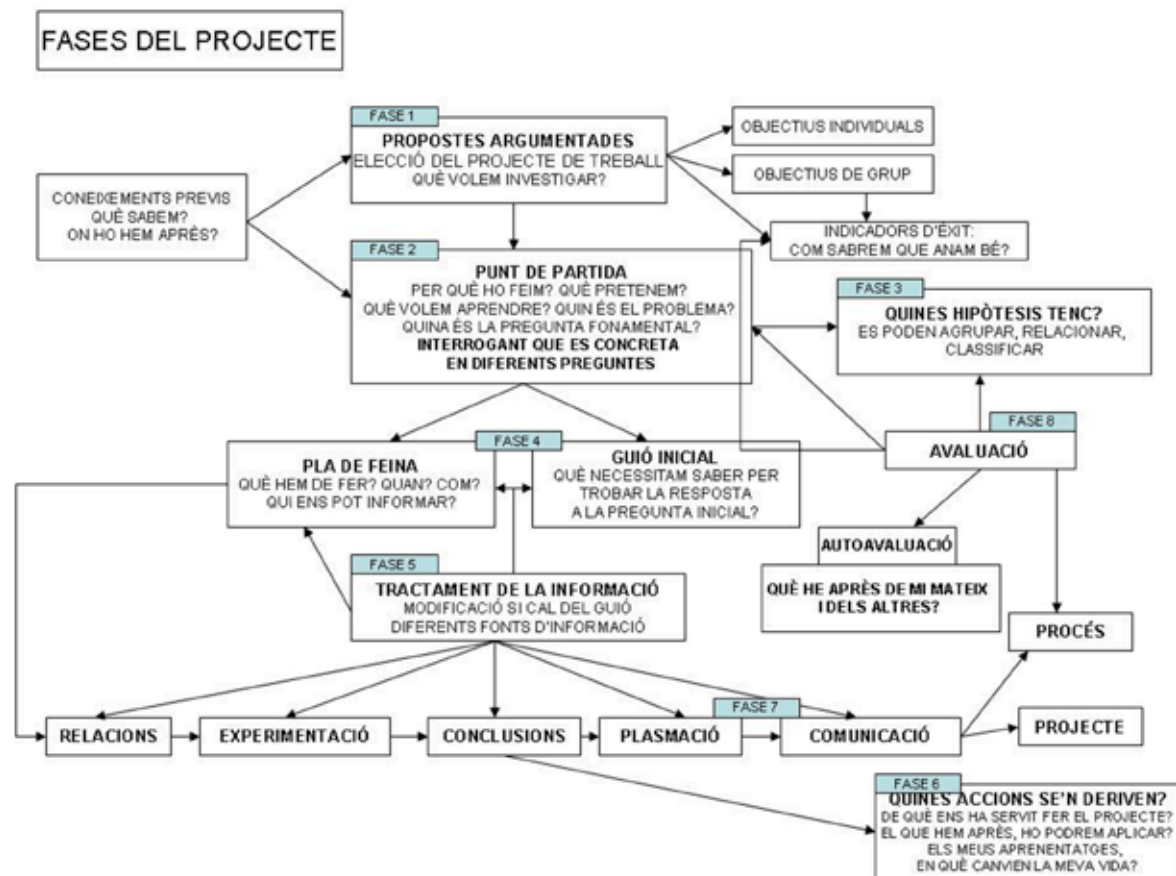 FASES DEL PROJECTE
FASE 1
PROPOSTES ARGUMENTADES
ELECCIÓ DEL PROJECTE DE TREBALL
QUÈ VOLEM INVESTIGAR?
OBJECTIUS INDIVIDUALS
OBJECTIUS DE GRUP
INDICADORS D'ÉXIT:
COM SABREM QUE ANAM BÉ?
CONEIXEMENTS PREVIS
QUÈ SABEM?
ON HO HEM APRÈS?
FASE 2
PUNT DE PARTIDA
PER QUÈ HO FEIM? QUÈ PRETENEM?
QUÈ VOLEM APRENDRE? QUIN ÉS EL PROBLEMA?
QUINA ÉS LA PREGUNTA FONAMENTAL?
INTERROGANT QUE ES CONCRETA
EN DIFERENTS PREGUNTES
FASE 3
QUINES HIPÒTESIS TENC?
ES PODEN AGRUPAR, RELACIONAR,
CLASSIFICAR
FASE 8
AVALUACIÓ
FASE 4
PLA DE FEINA
QUÈ HEM DE FER? QUAN? COM?
QUI ENS POT INFORMAR?
GUIÓ INICIAL
QUÈ NECESSITAM SABER PER
TROBAR LA RESPOSTA
A LA PREGUNTA INICIAL?
AUTOAVALUACIÓ
QUÈ HE APRÈS DE MI MATEIX
I DELS ALTRES?
FASE 5
TRACTAMENT DE LA INFORMACIÓ
MODIFICACIÓ SI CAL DEL GUIÓ
DIFERENTS FONTS D'INFORMACIÓ
PROCÉS
FASE 7
RELACIONS
EXPERIMENTACIÓ
CONCLUSIONS
PLASMACIÓ
COMUNICACIÓ
PROJECTE
FASE 6
QUINES ACCIONS SE'N DERIVEN?
DE QUÈ ENS HA SERVIT FER EL PROJECTE?
EL QUE HEM APRÈS, HO PODREM APLICAR?
ELS MEUS APRENENTATGES,
EN QUÈ CANVIEN LA MEVA VIDA?